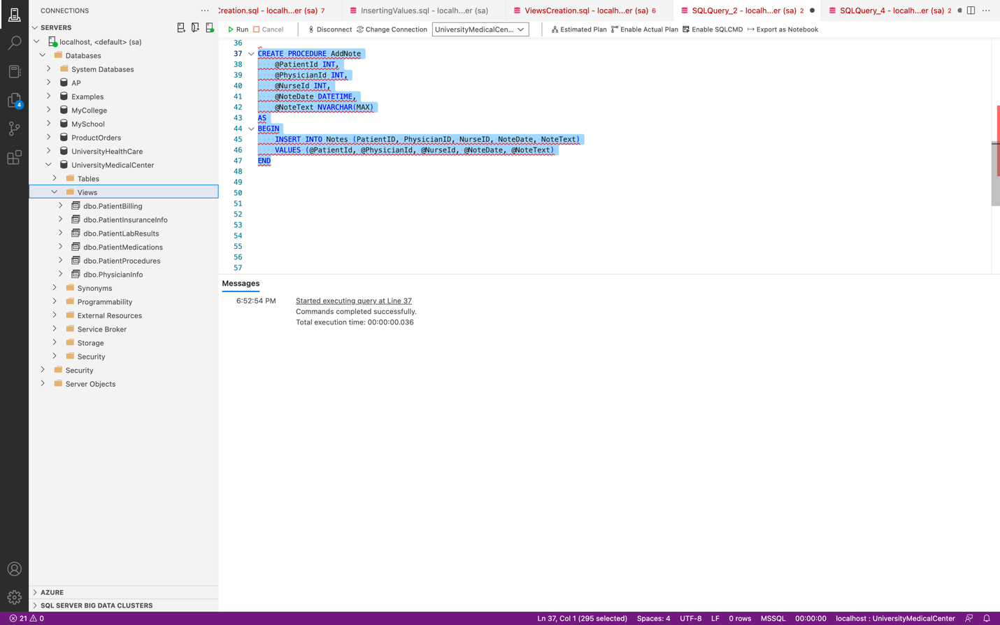 CONNECTIONS
SERVERS
localhost, <default> (sa)
Databases
System Databases
AP
Examples
MyCollege
MySchool
ProductOrders
UniversityHealthCare
UniversityMedicalCenter
Tables
Views
dbo.PatientBilling
dbo.PatientInsuranceInfo
dbo.PatientLabResults
dbo.PatientMedications
dbo.PatientProcedures
dbo.PhysicianInfo
Synonyms
Programmability
External Resources
Service Broker
Storage
Security
Security
Server Objects
AZURE
SQL SERVER BIG DATA CLUSTERS
4
Creation.sql - localh...er (sa) 7
InsertingValues.sql - localh...er (sa)
ViewsCreation.sql - localh...er (sa) 6
SQLQuery_2 - localh...er (sa) 2
SQLQuery_4 - localh...er (sa) 2
Run Cancel Disconnect Change Connection UniversityMedicalCen... Estimated Plan Enable Actual Plan Enable SQLCMD Export as Notebook
36
37 CREATE PROCEDURE AddNote
38 @PatientId INT,
39 @PhysicianId INT,
40 @NurseId INT,
41 @NoteDate DATETIME,
42 @NoteText NVARCHAR(MAX)
43 AS
44 BEGIN
45 INSERT INTO Notes (PatientID, PhysicianID, NurseID, NoteDate, NoteText)
46 VALUES (@PatientId, @PhysicianId, @NurseId, @NoteDate, @NoteText)
47 END
48
49
50
51
52
53
54
55
56
57
Messages
6:52:54 PM Started executing query at Line 37
Commands completed successfully.
Total execution time: 00:00:00.036
21 0 Ln 37, Col 1 (295 selected) Spaces: 4 UTF-8 LF 0 rows MSSQL 00:00:00 localhost : UniversityMedicalCenter